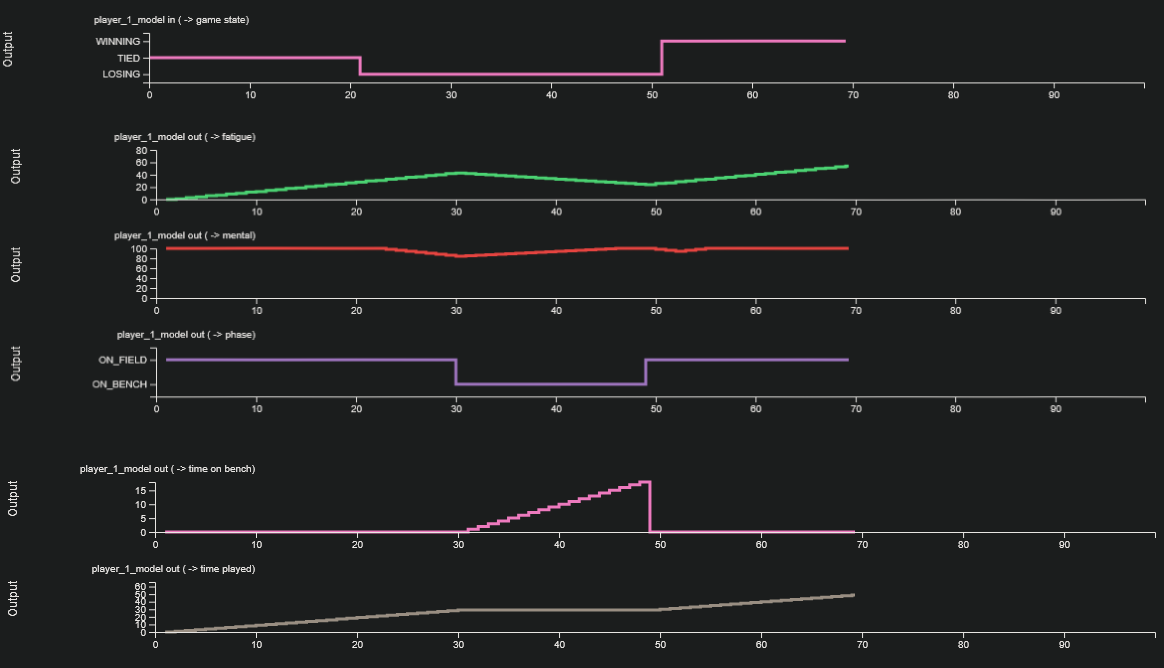 player_1_model in ( -> game state)
Output
WINNING
TIED
LOSING
0 10 20 30 40 50 60 70 80 90
player_1_model out ( -> fatigue)
Output
80
60
40
20
0
0 10 20 30 40 50 60 70 80 90
player_1_model out ( -> mental)
Output
100
80
60
40
20
0
0 10 20 30 40 50 60 70 80 90
player_1_model out ( -> phase)
Output
ON_FIELD
ON_BENCH
0 10 20 30 40 50 60 70 80 90
player_1_model out ( -> time on bench)
Output
15
10
5
0
0 10 20 30 40 50 60 70 80 90
player_1_model out ( -> time played)
Output
60
50
40
30
20
10
0
0 10 20 30 40 50 60 70 80 90